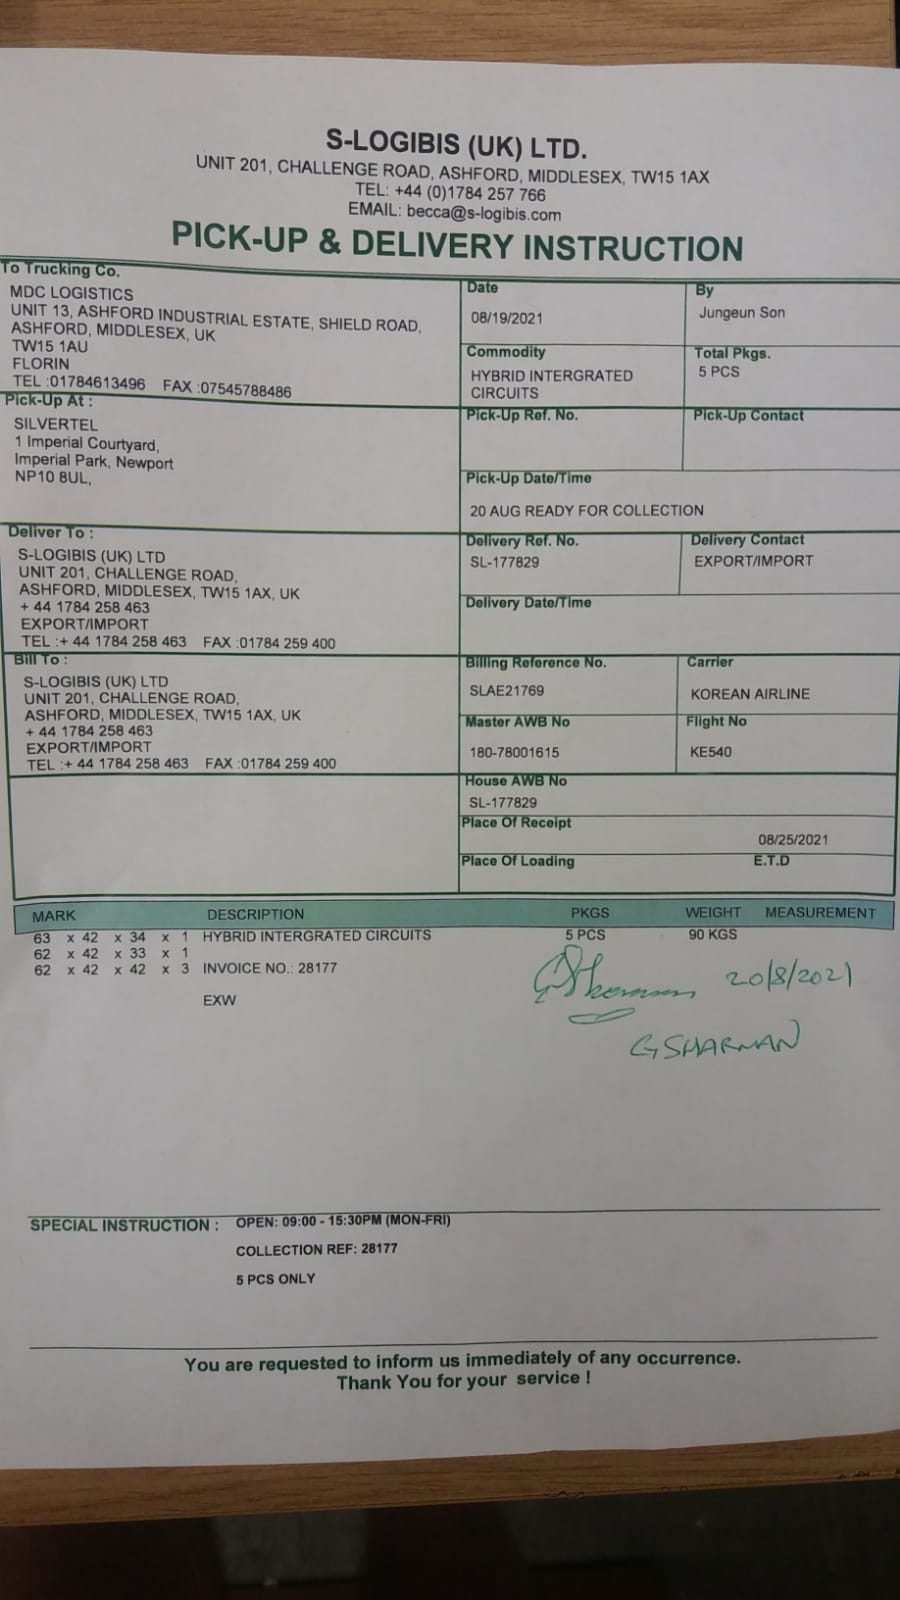 S-LOGIBIS (UK) LTD.
UNIT 201, CHALLENGE ROAD, ASHFORD, MIDDLESEX, TW15 1AX
TEL: +44 (0)1784 257 766
EMAIL: becca@s-logibis.com
PICK-UP & DELIVERY INSTRUCTION
To Trucking Co.
MDC LOGISTICS
UNIT 13, ASHFORD INDUSTRIAL ESTATE, SHIELD ROAD,
ASHFORD, MIDDLESEX, UK
TW15 1AU
FLORIN
TEL :01784613496 FAX :07545788486
Date
08/19/2021
By
Jungeun Son
Commodity
HYBRID INTERGRATED
CIRCUITS
Total Pkgs.
5 PCS
Pick-Up At :
SILVERTEL
1 Imperial Courtyard,
Imperial Park, Newport
NP10 8UL,
Pick-Up Ref. No.
Pick-Up Contact
Pick-Up Date/Time
20 AUG READY FOR COLLECTION
Deliver To :
S-LOGIBIS (UK) LTD
UNIT 201, CHALLENGE ROAD,
ASHFORD, MIDDLESEX, TW15 1AX, UK
+ 44 1784 258 463
EXPORT/IMPORT
TEL :+ 44 1784 258 463 FAX :01784 259 400
Delivery Ref. No.
SL-177829
Delivery Contact
EXPORT/IMPORT
Delivery Date/Time
Bill To :
S-LOGIBIS (UK) LTD
UNIT 201, CHALLENGE ROAD,
ASHFORD, MIDDLESEX, TW15 1AX, UK
+ 44 1784 258 463
EXPORT/IMPORT
TEL :+ 44 1784 258 463 FAX :01784 259 400
Billing Reference No.
SLAE21769
Carrier
KOREAN AIRLINE
Master AWB No
180-78001615
Flight No
KE540
House AWB No
SL-177829
Place Of Receipt
08/25/2021
Place Of Loading E.T.D
MARK DESCRIPTION PKGS WEIGHT MEASUREMENT
63 x 42 x 34 x 1 HYBRID INTERGRATED CIRCUITS 5 PCS 90 KGS
62 x 42 x 33 x 1
62 x 42 x 42 x 3 INVOICE NO.: 28177
EXW
20/8/2021
G SHARMAN
SPECIAL INSTRUCTION : OPEN: 09:00 - 15:30PM (MON-FRI)
COLLECTION REF: 28177
5 PCS ONLY
You are requested to inform us immediately of any occurrence.
Thank You for your service !